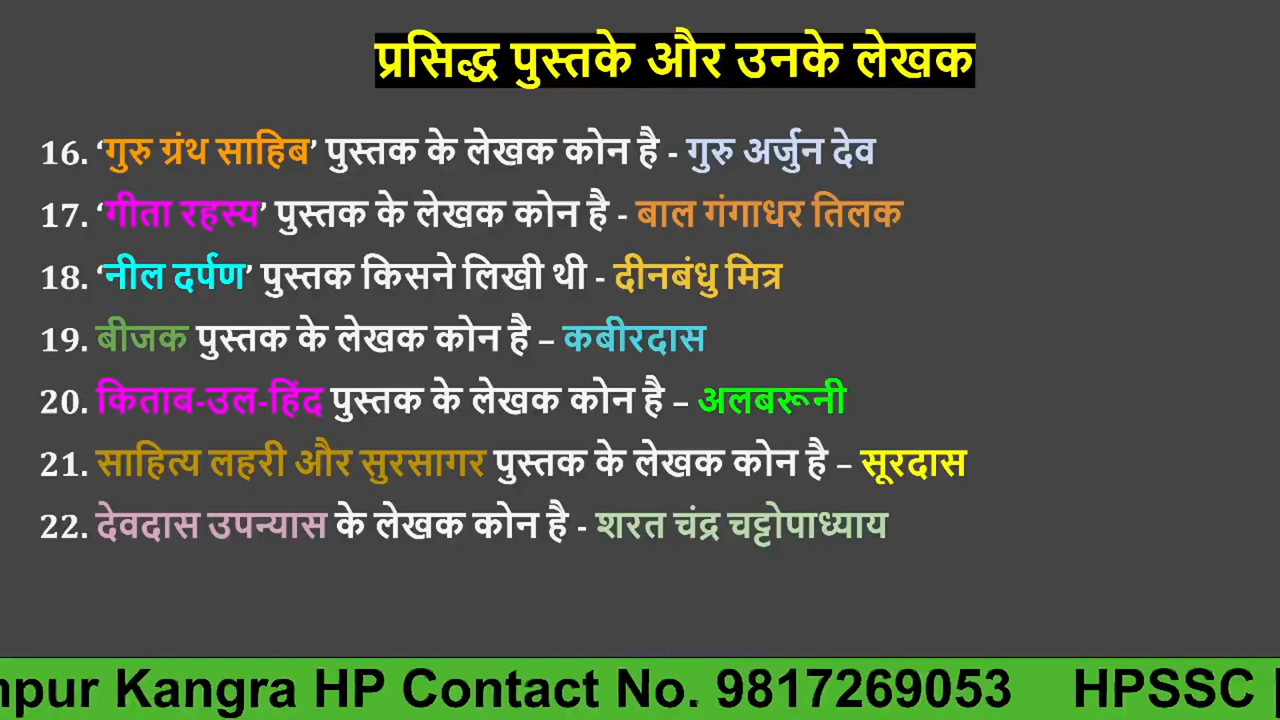 प्रसिद्ध पुस्तके और उनके लेखक
16. ‘गुरु ग्रंथ साहिब’ पुस्तक के लेखक कोन है - गुरु अर्जुन देव
17. ‘गीता रहस्य’ पुस्तक के लेखक कोन है - बाल गंगाधर तिलक
18. ‘नील दर्पण’ पुस्तक किसने लिखी थी - दीनबंधु मित्र
19. बीजक पुस्तक के लेखक कोन है – कबीरदास
20. किताब-उल-हिंद पुस्तक के लेखक कोन है – अलबरूनी
21. साहित्य लहरी और सुरसागर पुस्तक के लेखक कोन है – सूरदास
22. देवदास उपन्यास के लेखक कोन है - शरत चंद्र चट्टोपाध्याय
Kangra HP Contact No. 9817269053 HPSSC